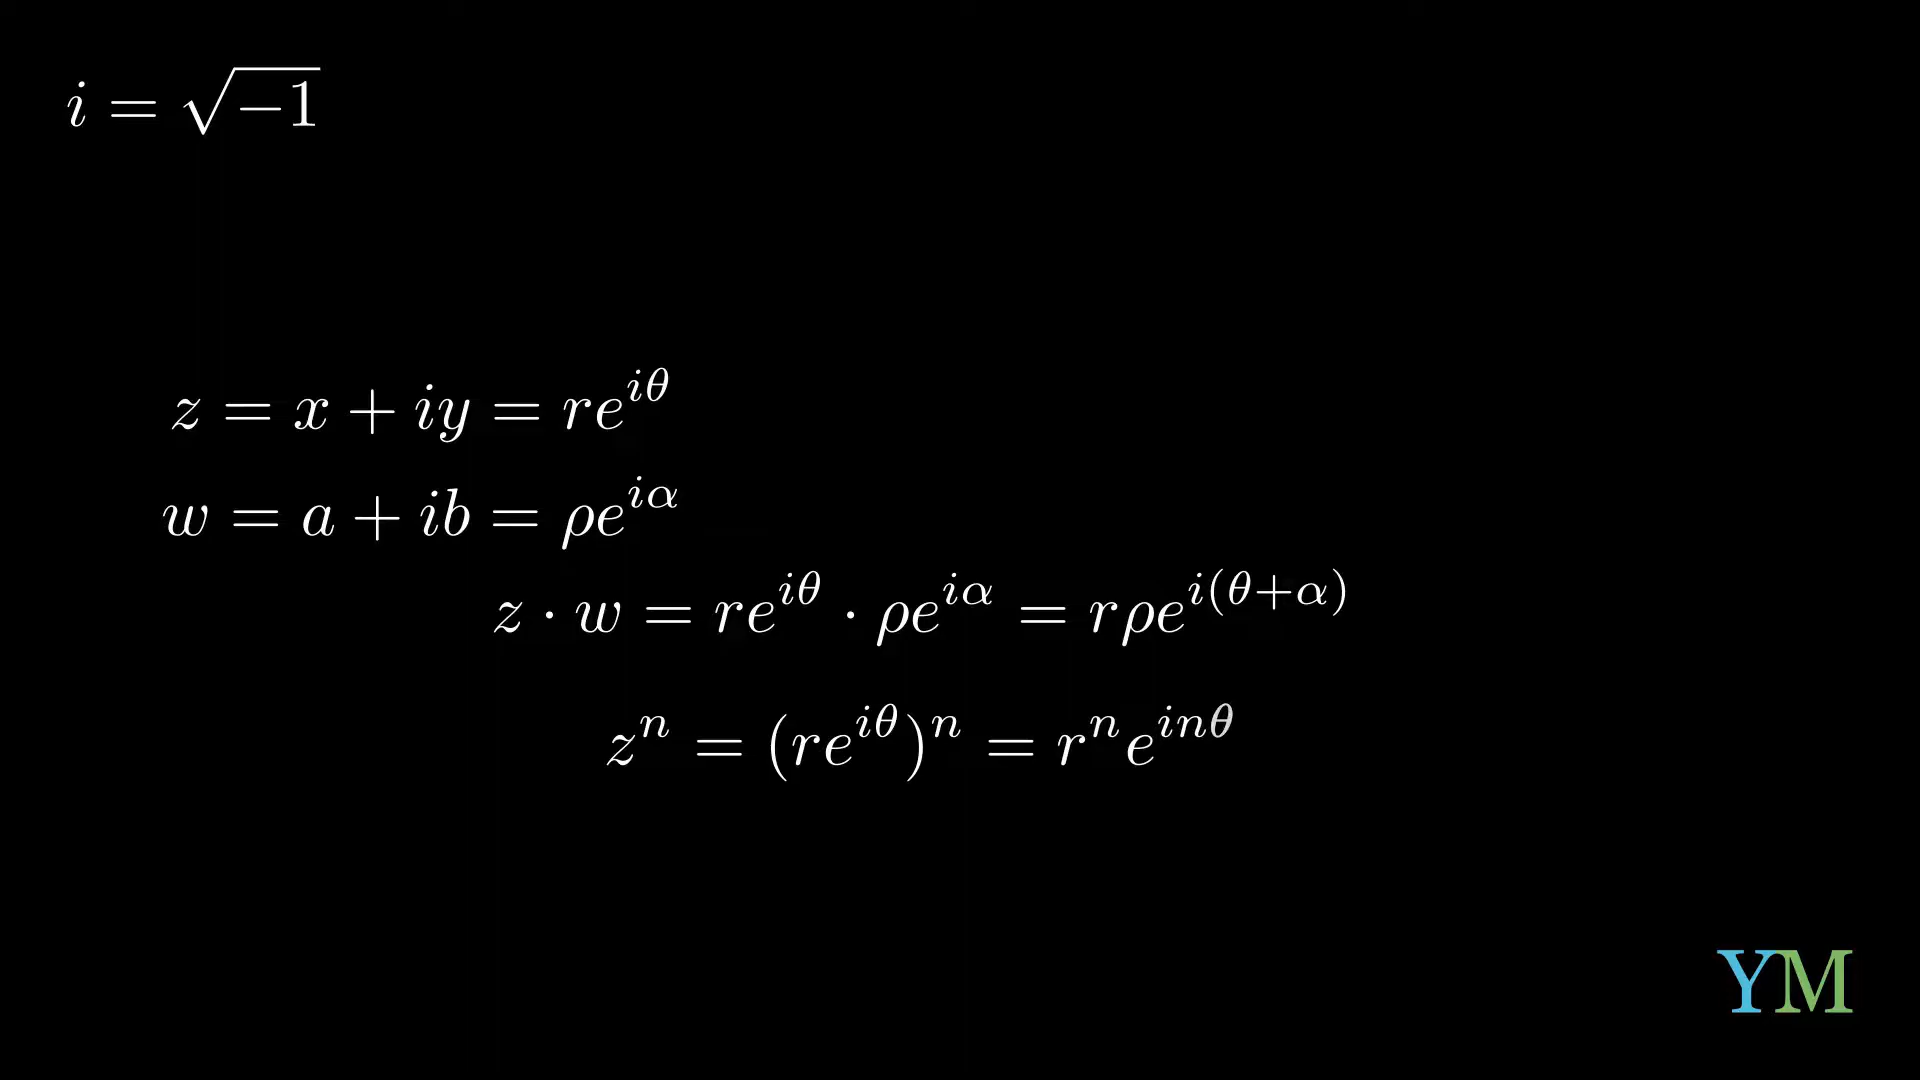 i = √−1
z = x + iy = re^{iθ}
w = a + ib = ρe^{iα}
z · w = re^{iθ} · ρe^{iα} = rρe^{i(θ+α)}
z^n = (re^{iθ})^n = r^n e^{inθ}
YM